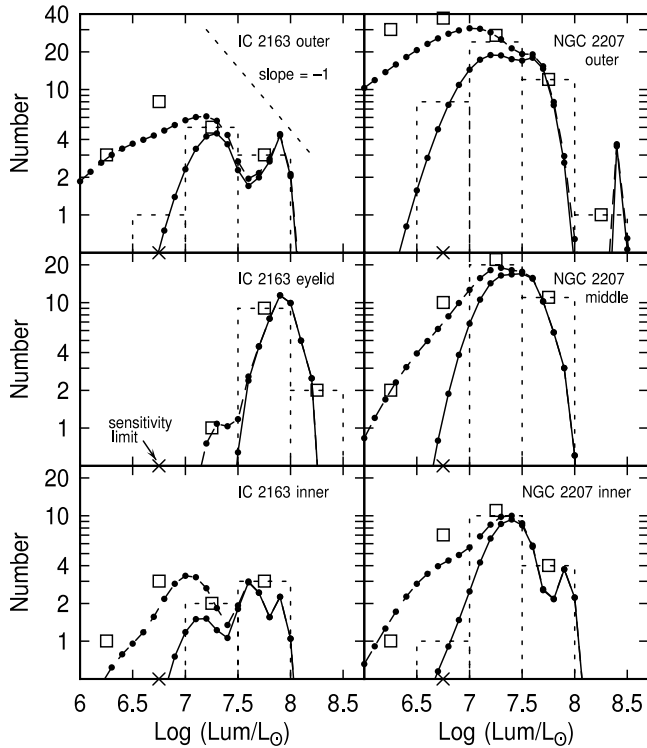 40
20
10
4
2
1
Number
IC 2163 outer
slope = −1
NGC 2207
outer
20
10
4
2
1
Number
IC 2163 eyelid
sensitivity
limit
NGC 2207
middle
20
10
4
2
1
Number
IC 2163 inner
NGC 2207 inner
6 6.5 7 7.5 8 8.5
6.5 7 7.5 8 8.5
Log (Lum/L⊙)
Log (Lum/L⊙)